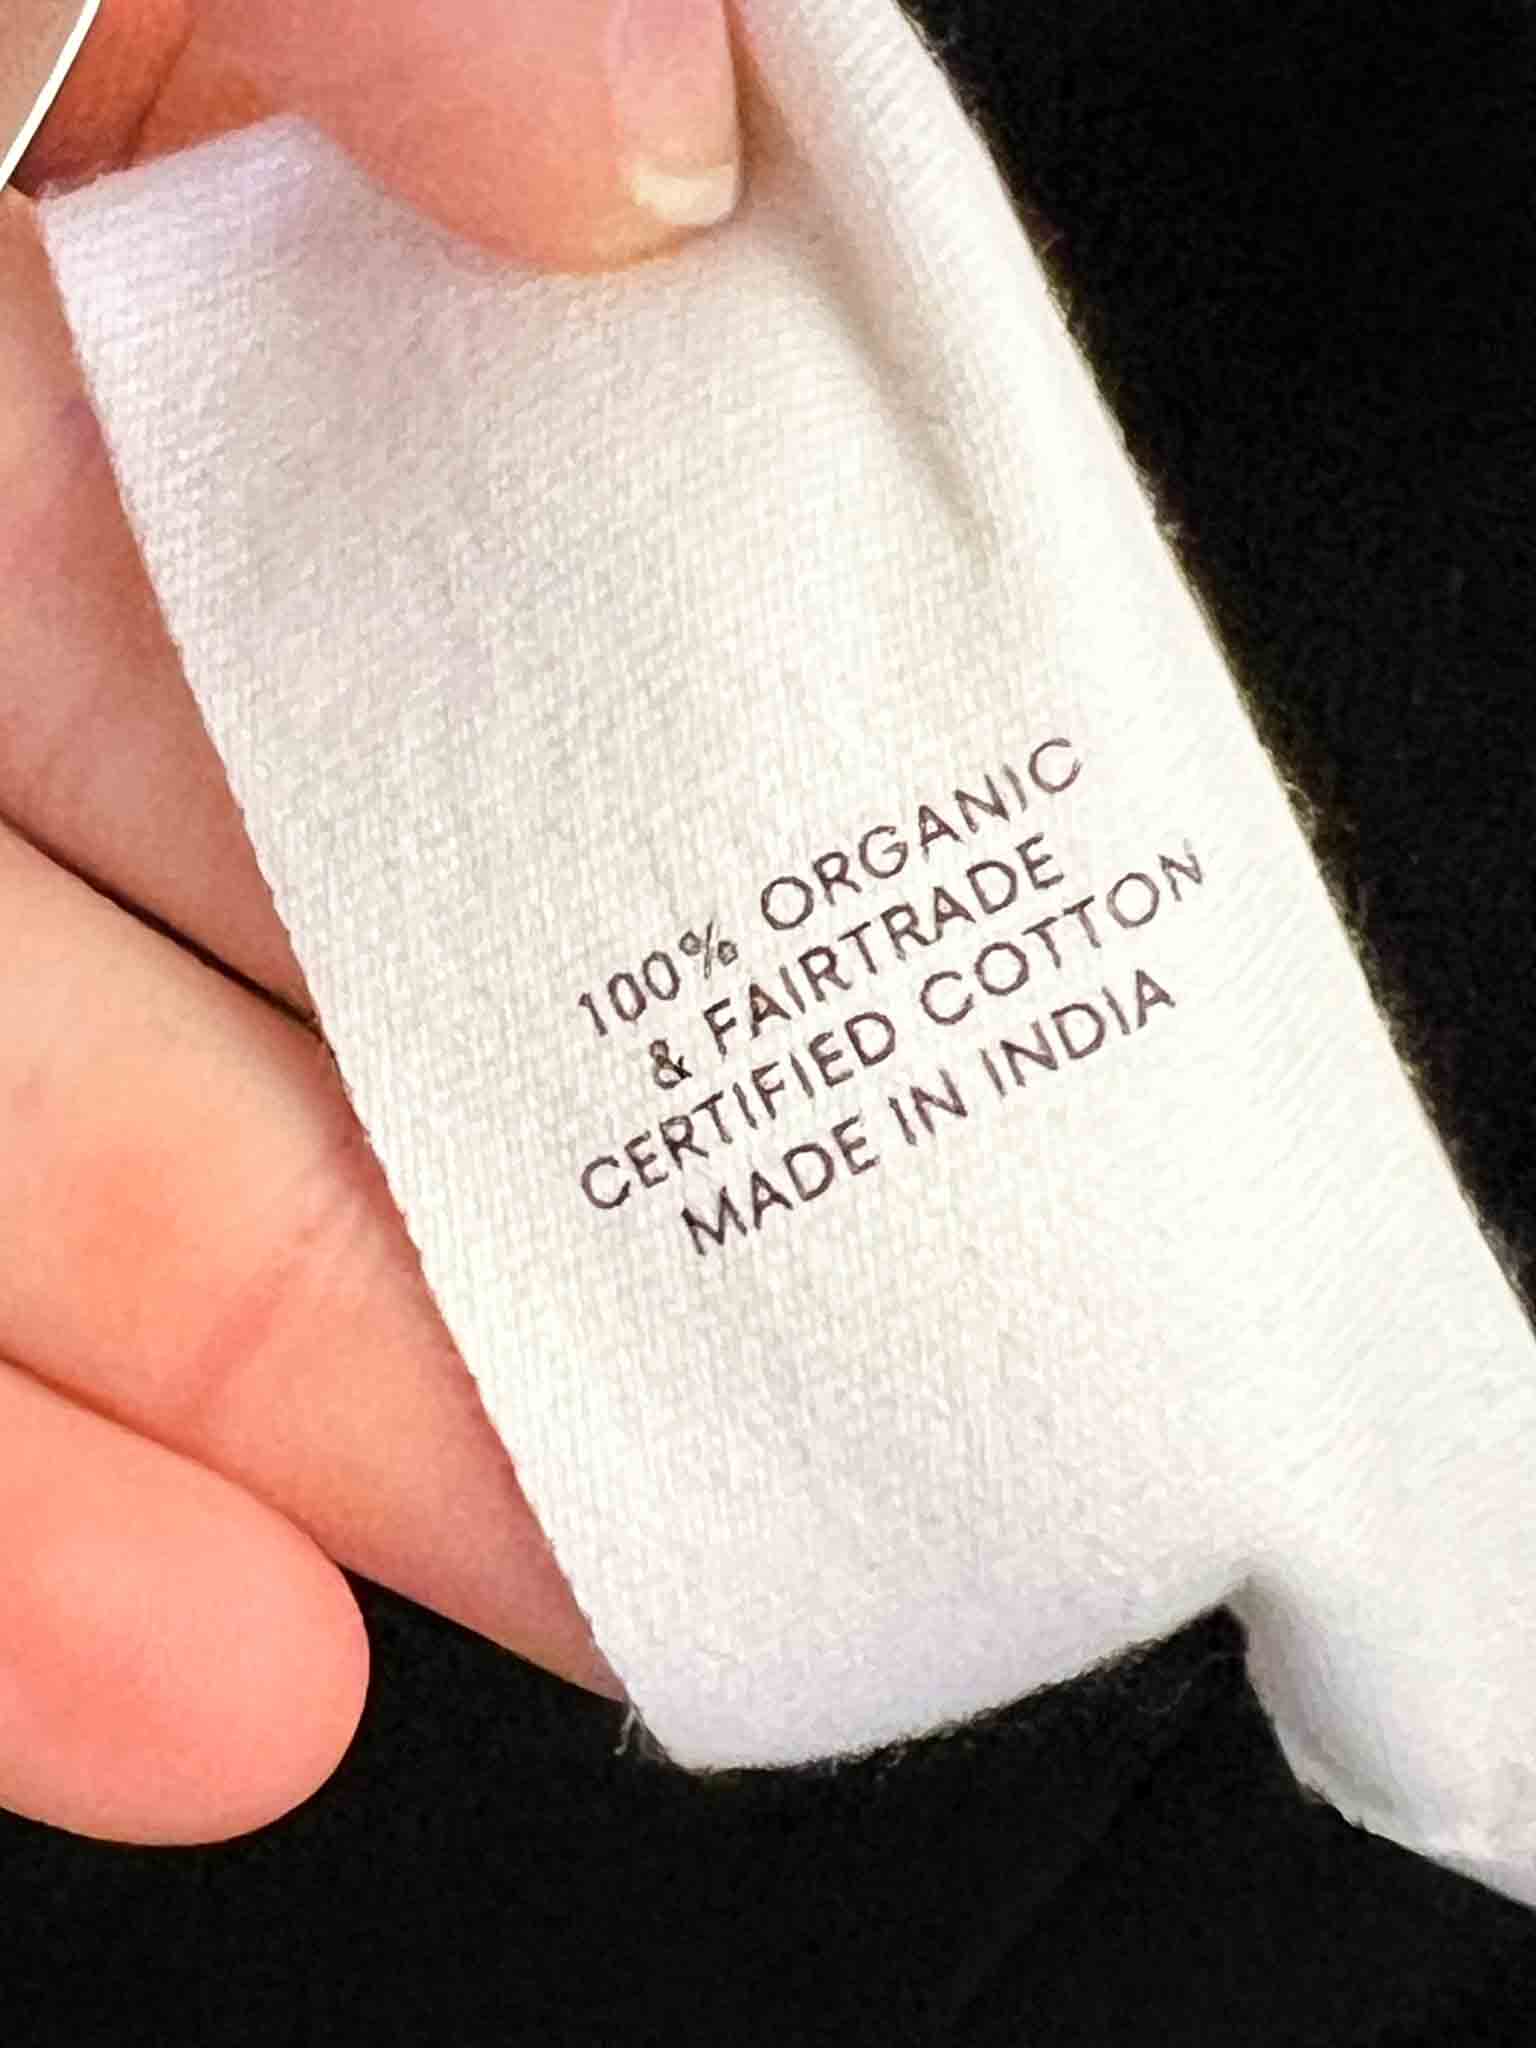 100% ORGANIC
& FAIRTRADE
CERTIFIED COTTON
MADE IN INDIA